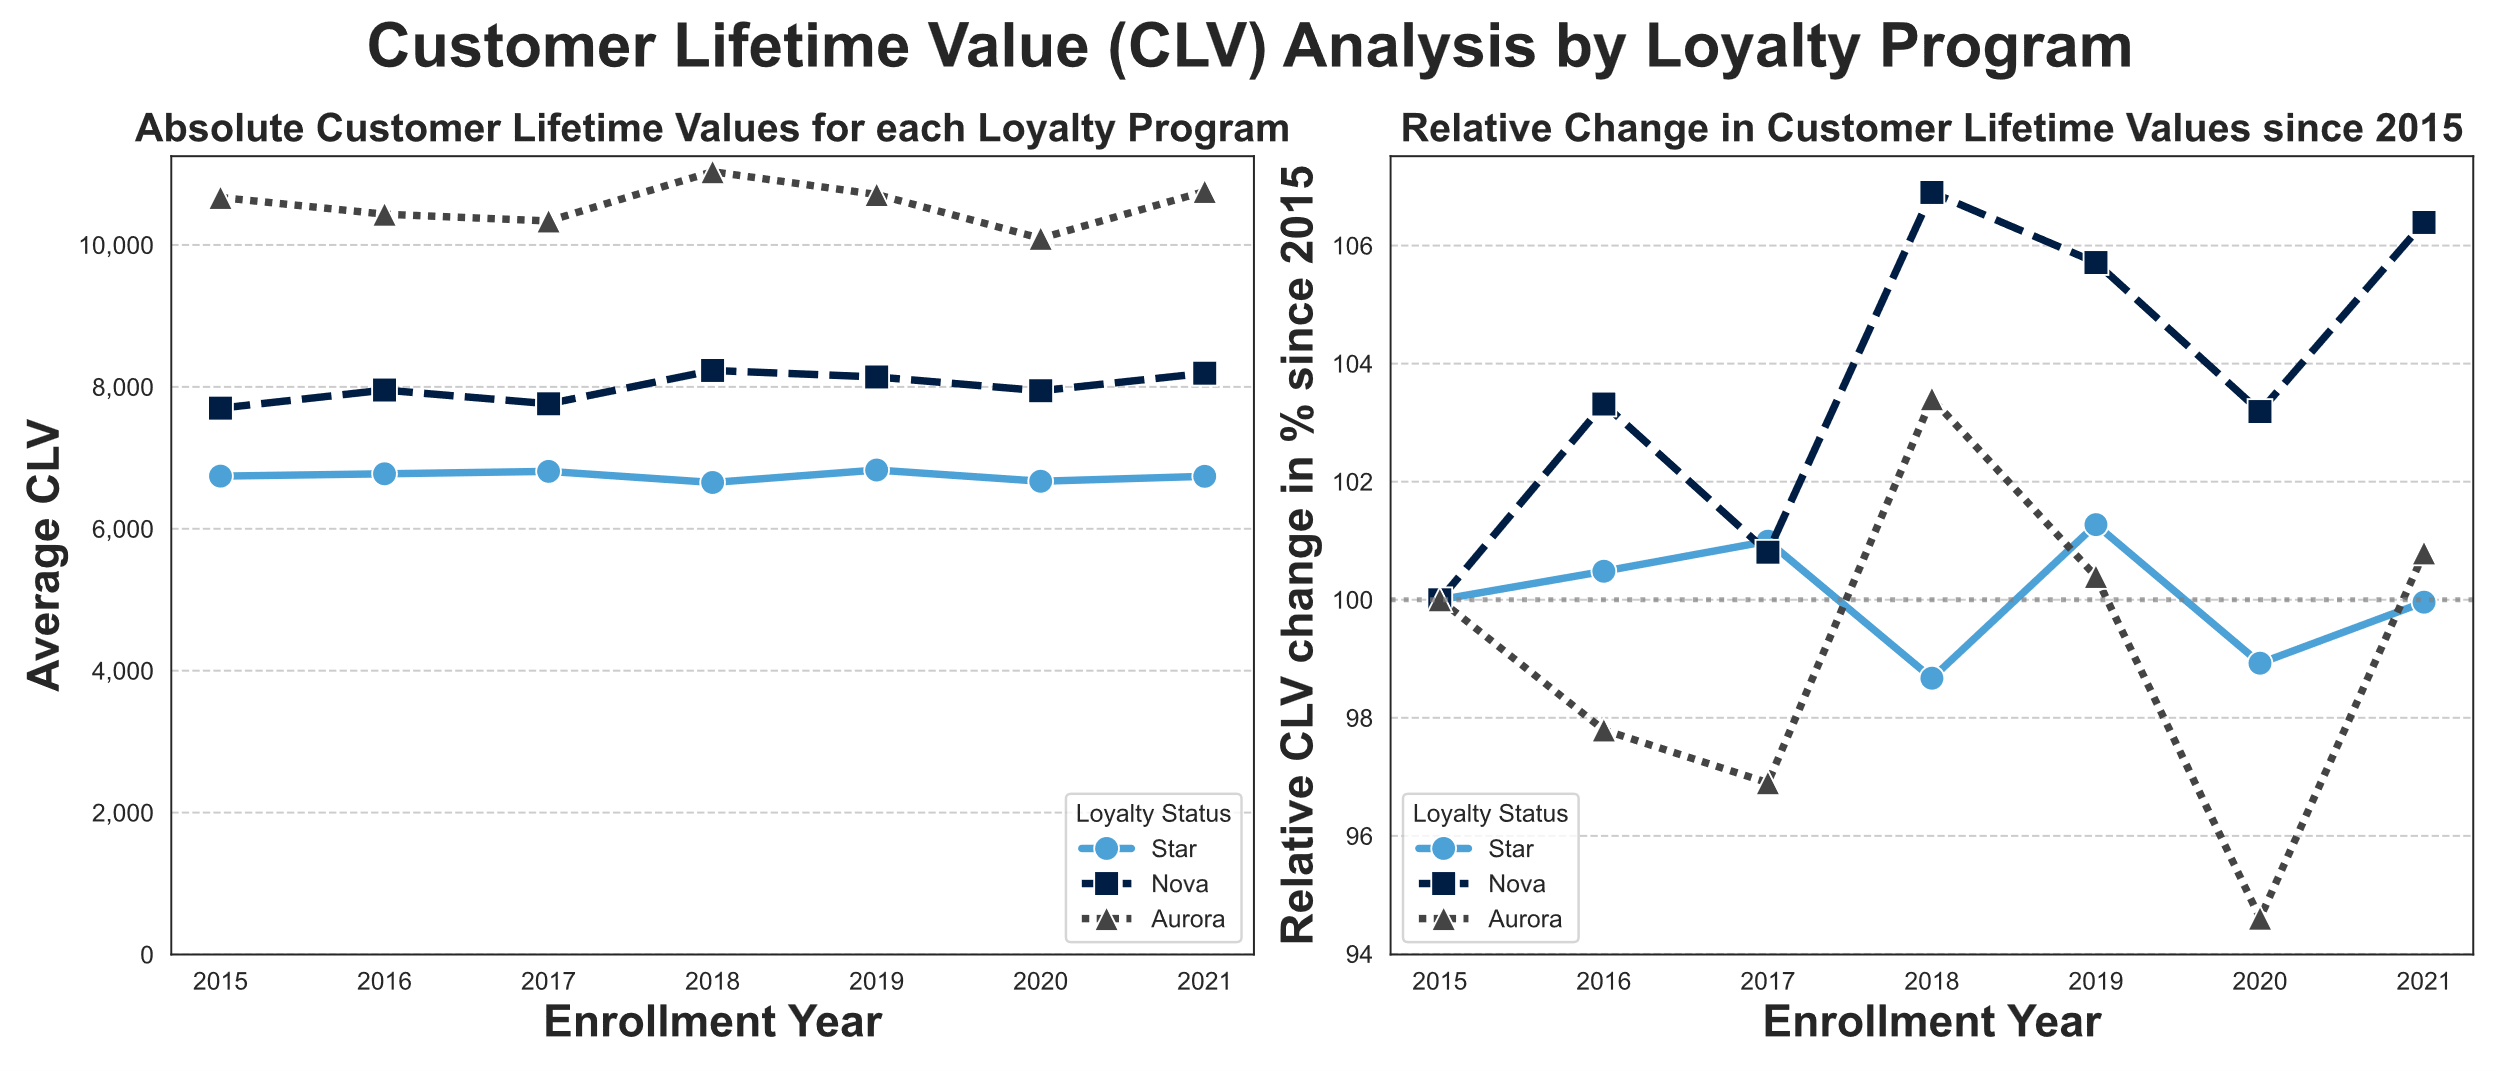 Customer Lifetime Value (CLV) Analysis by Loyalty Program
Absolute Customer Lifetime Values for each Loyalty Program
Average CLV
10,000
8,000
6,000
4,000
2,000
0
Loyalty Status
Star
Nova
Aurora
2015 2016 2017 2018 2019 2020 2021
Enrollment Year
Relative Change in Customer Lifetime Values since 2015
Relative CLV change in % since 2015
106
104
102
100
98
96
94
Loyalty Status
Star
Nova
Aurora
2015 2016 2017 2018 2019 2020 2021
Enrollment Year